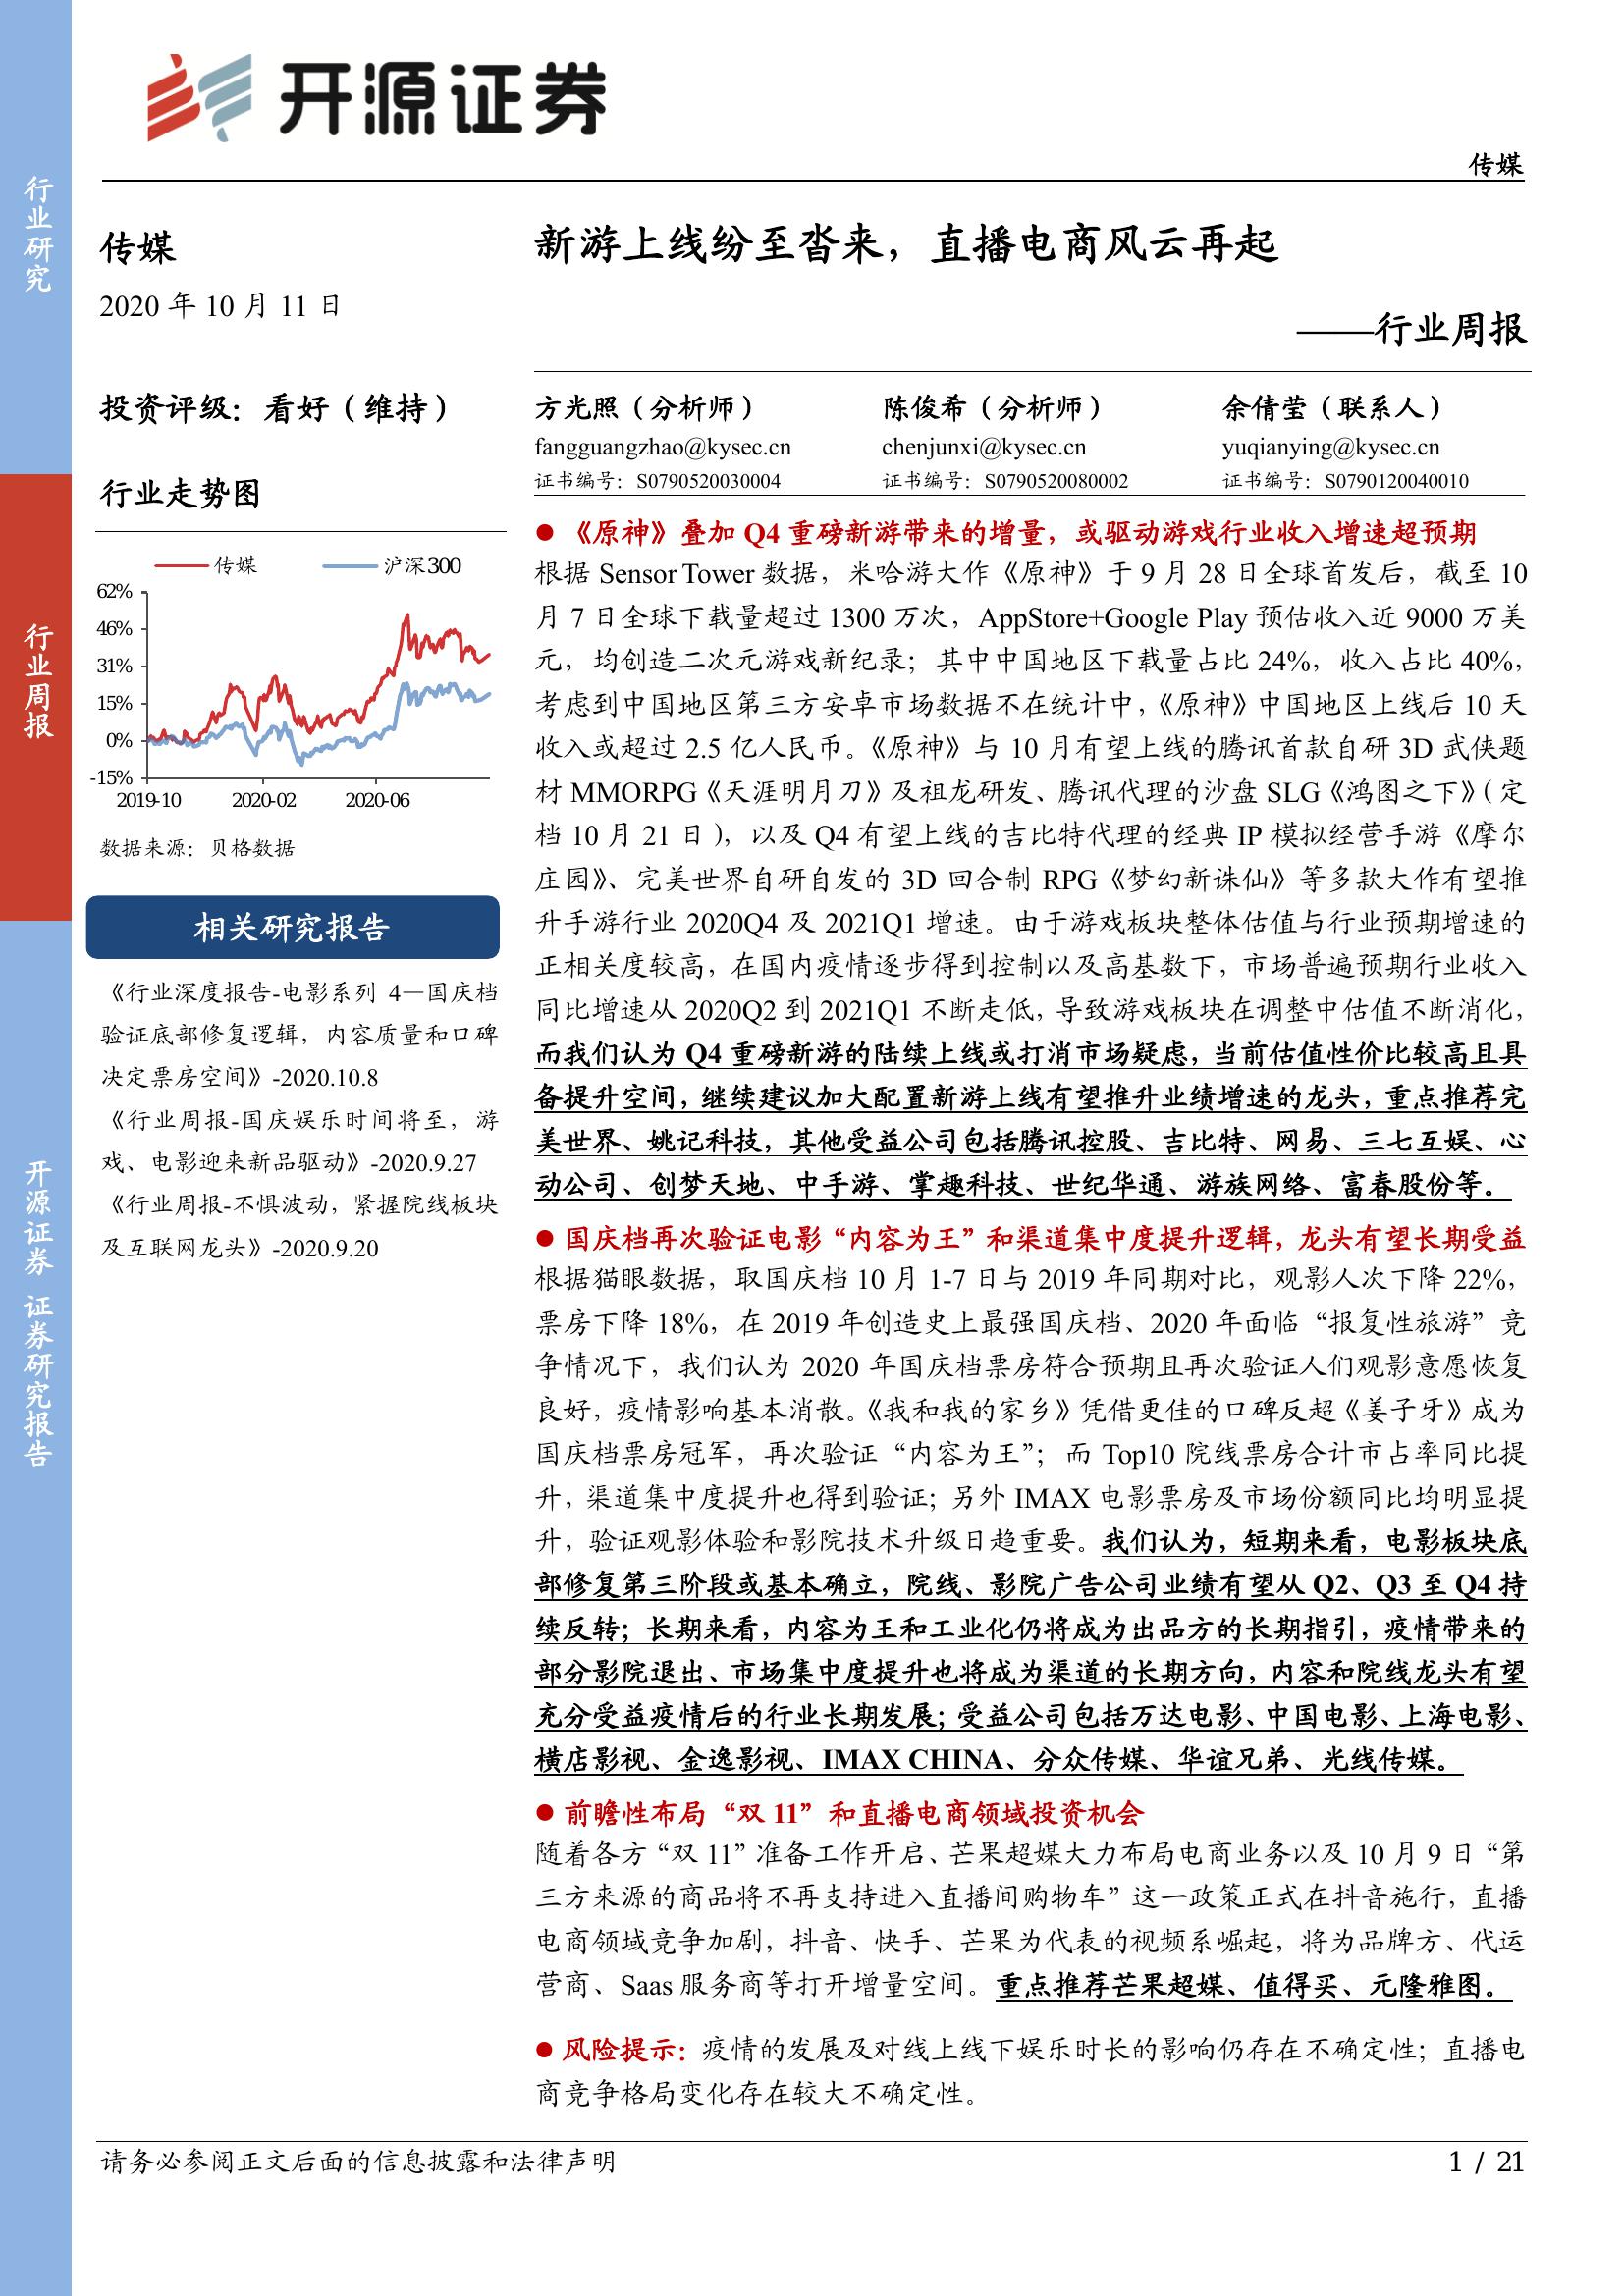 开源证券
传媒
行业研究
行业周报
开源证券 证券研究报告
传媒
2020 年 10 月 11 日
投资评级：看好（维持）
行业走势图
传媒
沪深300
62%
46%
31%
15%
0%
-15%
2019-10
2020-02
2020-06
数据来源：贝格数据
相关研究报告
《行业深度报告-电影系列 4—国庆档
验证底部修复逻辑，内容质量和口碑
决定票房空间》-2020.10.8
《行业周报-国庆娱乐时间将至，游
戏、电影迎来新品驱动》-2020.9.27
《行业周报-不惧波动，紧握院线板块
及互联网龙头》-2020.9.20
新游上线纷至沓来，直播电商风云再起
——行业周报
方光照（分析师）
陈俊希（分析师）
余倩莹（联系人）
fangguangzhao@kysec.cn
chenjunxi@kysec.cn
yuqianying@kysec.cn
证书编号：S0790520030004
证书编号：S0790520080002
证书编号：S0790120040010
● 《原神》叠加 Q4 重磅新游带来的增量，或驱动游戏行业收入增速超预期
根据 Sensor Tower 数据，米哈游大作《原神》于 9 月 28 日全球首发后，截至 10
月 7 日全球下载量超过 1300 万次，AppStore+Google Play 预估收入近 9000 万美
元，均创造二次元游戏新纪录；其中中国地区下载量占比 24%，收入占比 40%，
考虑到中国地区第三方安卓市场数据不在统计中，《原神》中国地区上线后 10 天
收入或超过 2.5 亿人民币。《原神》与 10 月有望上线的腾讯首款自研 3D 武侠题
材 MMORPG《天涯明月刀》及祖龙研发、腾讯代理的沙盘 SLG《鸿图之下》（定
档 10 月 21 日），以及 Q4 有望上线的吉比特代理的经典 IP 模拟经营手游《摩尔
庄园》、完美世界自研自发的 3D 回合制 RPG《梦幻新诛仙》等多款大作有望推
升手游行业 2020Q4 及 2021Q1 增速。由于游戏板块整体估值与行业预期增速的
正相关度较高，在国内疫情逐步得到控制以及高基数下，市场普遍预期行业收入
同比增速从 2020Q2 到 2021Q1 不断走低，导致游戏板块在调整中估值不断消化，
而我们认为 Q4 重磅新游的陆续上线或打消市场疑虑，当前估值性价比较高且具
备提升空间，继续建议加大配置新游上线有望推升业绩增速的龙头，重点推荐完
美世界、姚记科技，其他受益公司包括腾讯控股、吉比特、网易、三七互娱、心
动公司、创梦天地、中手游、掌趣科技、世纪华通、游族网络、富春股份等。
● 国庆档再次验证电影“内容为王”和渠道集中度提升逻辑，龙头有望长期受益
根据猫眼数据，取国庆档 10 月 1-7 日与 2019 年同期对比，观影人次下降 22%，
票房下降 18%，在 2019 年创造史上最强国庆档、2020 年面临“报复性旅游”竞
争情况下，我们认为 2020 年国庆档票房符合预期且再次验证人们观影意愿恢复
良好，疫情影响基本消散。《我和我的家乡》凭借更佳的口碑反超《姜子牙》成为
国庆档票房冠军，再次验证“内容为王”；而 Top10 院线票房合计市占率同比提
升，渠道集中度提升也得到验证；另外 IMAX 电影票房及市场份额同比均明显提
升，验证观影体验和影院技术升级日趋重要。我们认为，短期来看，电影板块底
部修复第三阶段或基本确立，院线、影院广告公司业绩有望从 Q2、Q3 至 Q4 持
续反转；长期来看，内容为王和工业化仍将成为出品方的长期指引，疫情带来的
部分影院退出、市场集中度提升也将成为渠道的长期方向，内容和院线龙头有望
充分受益疫情后的行业长期发展；受益公司包括万达电影、中国电影、上海电影、
横店影视、金逸影视、IMAX CHINA、分众传媒、华谊兄弟、光线传媒。
● 前瞻性布局“双 11”和直播电商领域投资机会
随着各方“双 11”准备工作开启、芒果超媒大力布局电商业务以及 10 月 9 日“第
三方来源的商品将不再支持进入直播间购物车”这一政策正式在抖音施行，直播
电商领域竞争加剧，抖音、快手、芒果为代表的视频系崛起，将为品牌方、代运
营商、Saas 服务商等打开增量空间。重点推荐芒果超媒、值得买、元隆雅图。
● 风险提示：疫情的发展及对线上线下娱乐时长的影响仍存在不确定性；直播电
商竞争格局变化存在较大不确定性。
请务必参阅正文后面的信息披露和法律声明
1 / 21